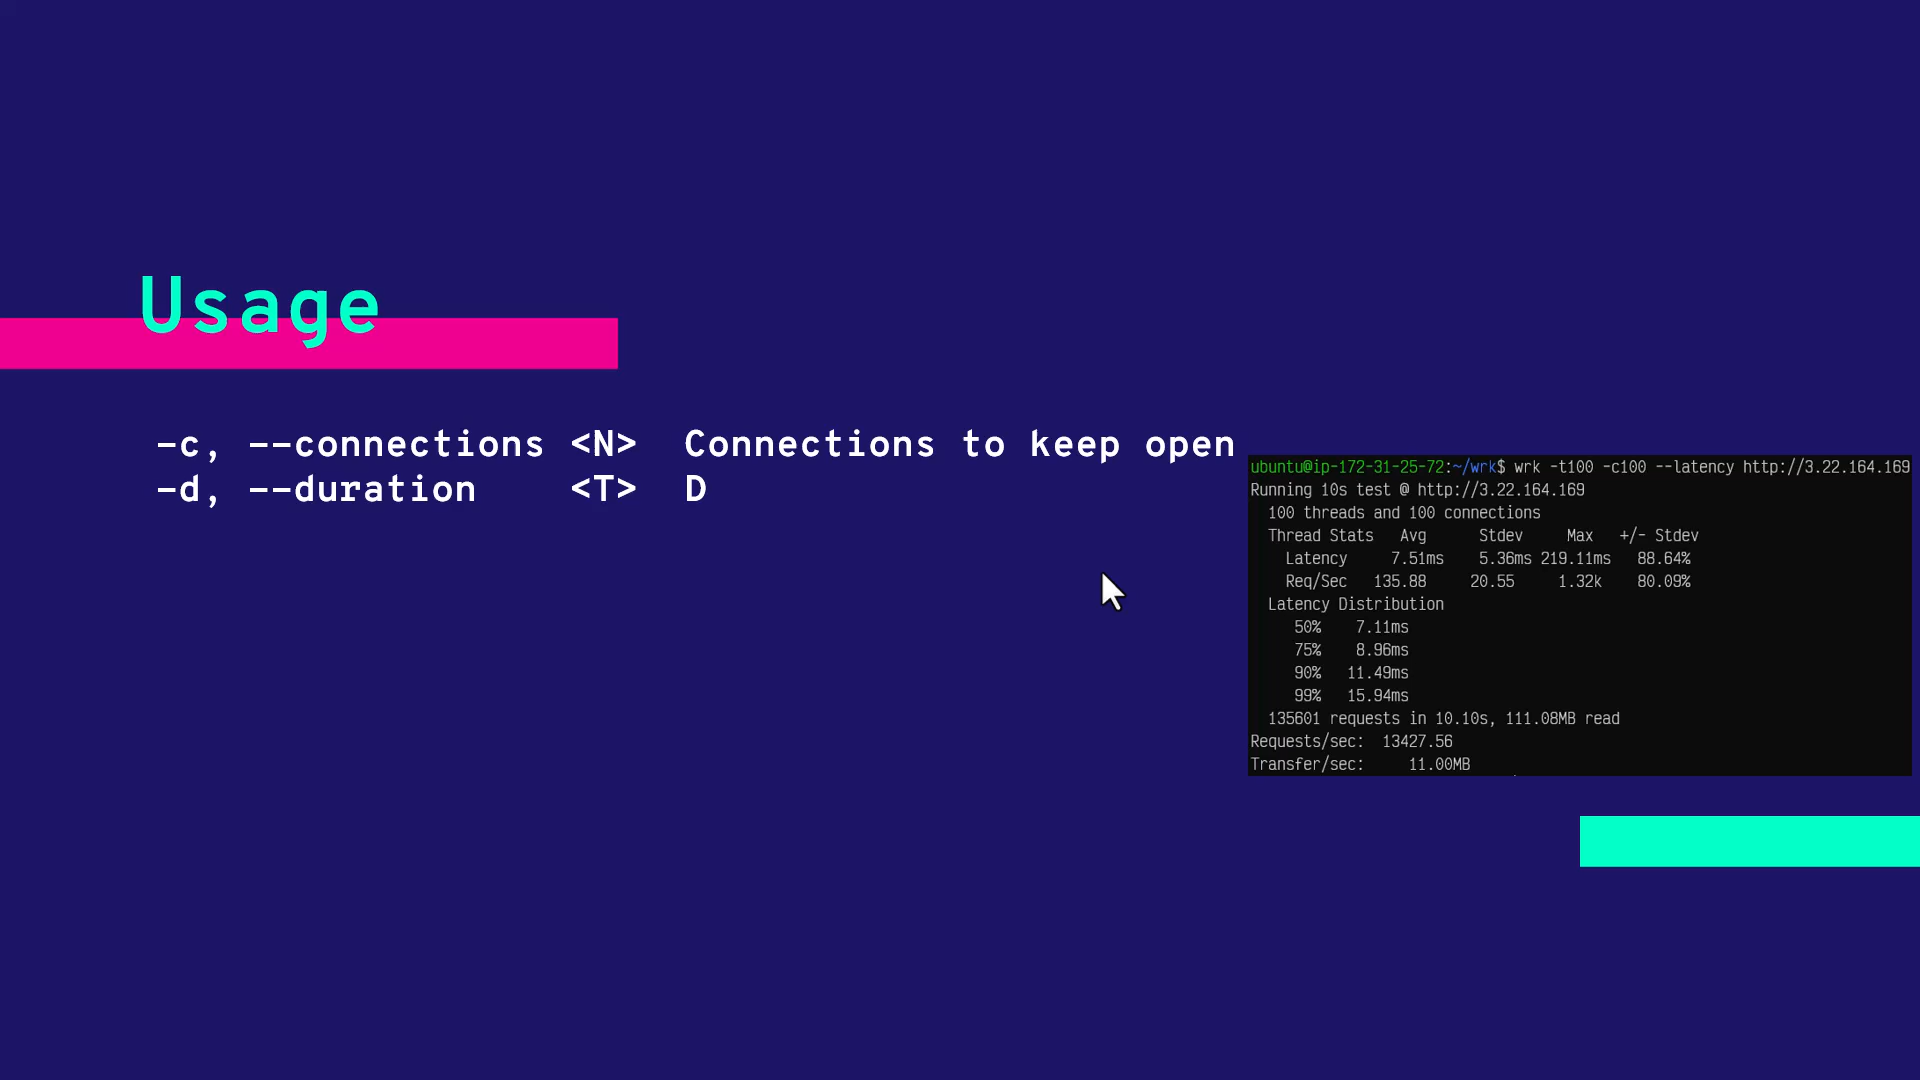 Usage
-c, --connections <N>  Connections to keep open
-d, --duration    <T>  D
ubuntu@ip-172-31-25-72:~/wrk$ wrk -t100 -c100 --latency http://3.22.164.169
Running 10s test @ http://3.22.164.169
  100 threads and 100 connections
  Thread Stats   Avg      Stdev     Max   +/- Stdev
    Latency     7.51ms    5.36ms 219.11ms   88.64%
    Req/Sec   135.88     20.55     1.32k    80.09%
  Latency Distribution
     50%    7.11ms
     75%    8.96ms
     90%   11.49ms
     99%   15.94ms
  135601 requests in 10.10s, 111.08MB read
Requests/sec:  13427.56
Transfer/sec:     11.00MB